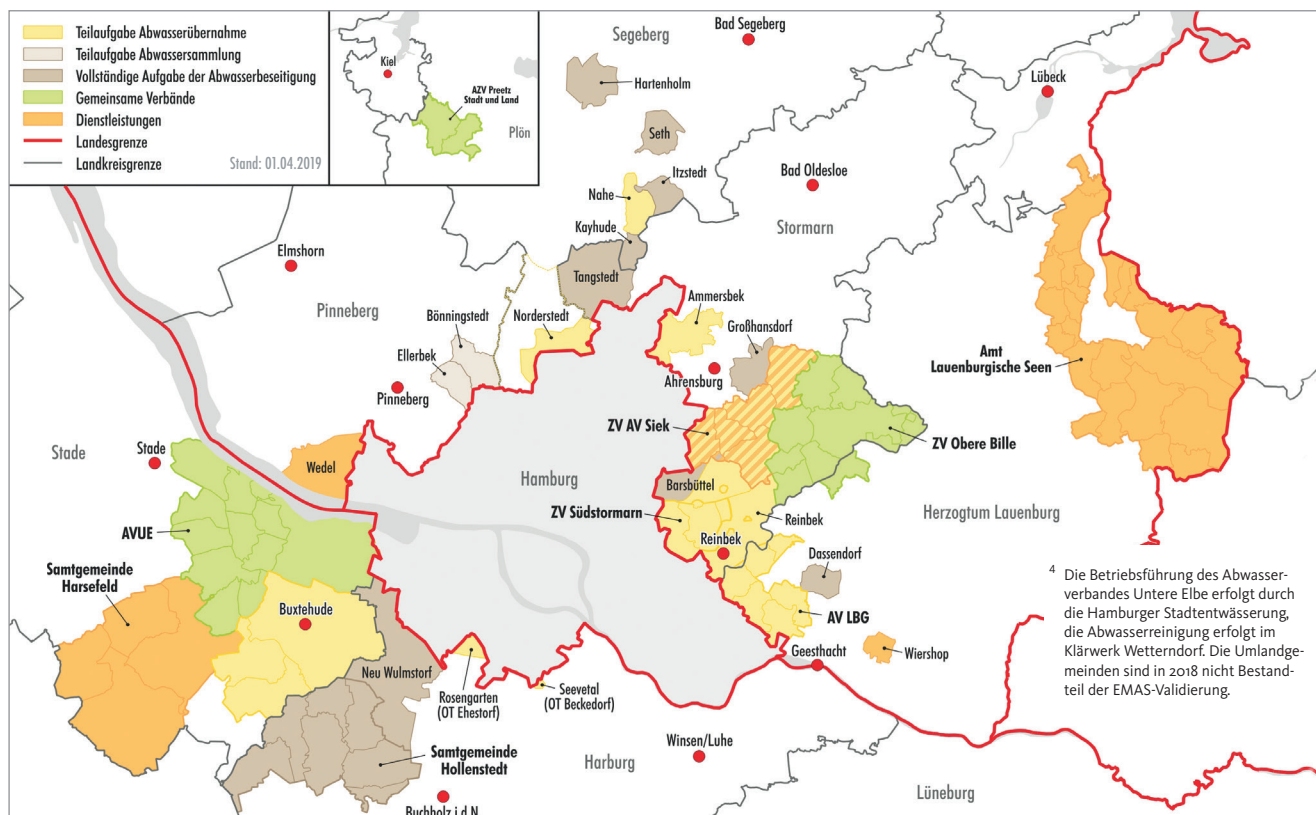 Teilaufgabe Abwasserübernahme
Teilaufgabe Abwassersammlung
Vollständige Aufgabe der Abwasserbeseitigung
Gemeinsame Verbände
Dienstleistungen
Landesgrenze
Landkreisgrenze
Stand: 01.04.2019
Kiel
AZV Preetz
Stadt und Land
Plön
Segeberg
Bad Segeberg
Hartenholm
Seth
Itzstedt
Nahe
Kayhude
Tangstedt
Bad Oldesloe
Stormarn
Lübeck
Elmshorn
Pinneberg
Bönningstedt
Norderstedt
Ellerbek
Pinneberg
Ammersbek
Großhansdorf
Ahrensburg
Amt
Lauenburgische Seen
ZV AV Siek
ZV Obere Bille
Stade
Stade
Wedel
Hamburg
Barsbüttel
ZV Südstormarn
Reinbek
Reinbek
Herzogtum Lauenburg
AVUE
Samtgemeinde
Harsefeld
Buxtehude
Dassendorf
AV LBG
Wiershop
Geesthacht
Neu Wulmstorf
Rosengarten
(OT Ehestorf)
Seevetal
(OT Beckedorf)
Samtgemeinde
Hollenstedt
Winsen/Luhe
Harburg
Buchholz i.d.N.
Lüneburg
4 Die Betriebsführung des Abwasser-
verbandes Untere Elbe erfolgt durch
die Hamburger Stadtentwässerung,
die Abwasserreinigung erfolgt im
Klärwerk Wetterndorf. Die Umlandge-
meinden sind in 2018 nicht Bestand-
teil der EMAS-Validierung.